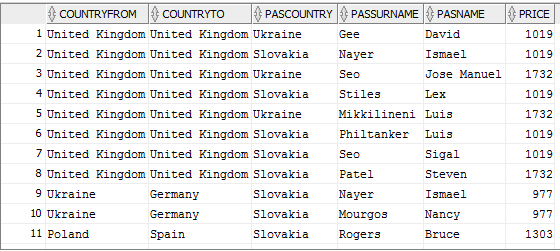 COUNTRYFROM COUNTRYTO PASCOUNTRY PASSURNAME PASNAME PRICE
1 United Kingdom United Kingdom Ukraine Gee David 1019
2 United Kingdom United Kingdom Slovakia Nayer Ismael 1019
3 United Kingdom United Kingdom Ukraine Seo Jose Manuel 1732
4 United Kingdom United Kingdom Slovakia Stiles Lex 1019
5 United Kingdom United Kingdom Ukraine Mikkilineni Luis 1732
6 United Kingdom United Kingdom Slovakia Philtanker Luis 1019
7 United Kingdom United Kingdom Slovakia Seo Sigal 1019
8 United Kingdom United Kingdom Slovakia Patel Steven 1732
9 Ukraine Germany Slovakia Nayer Ismael 977
10 Ukraine Germany Slovakia Mourgos Nancy 977
11 Poland Spain Slovakia Rogers Bruce 1303